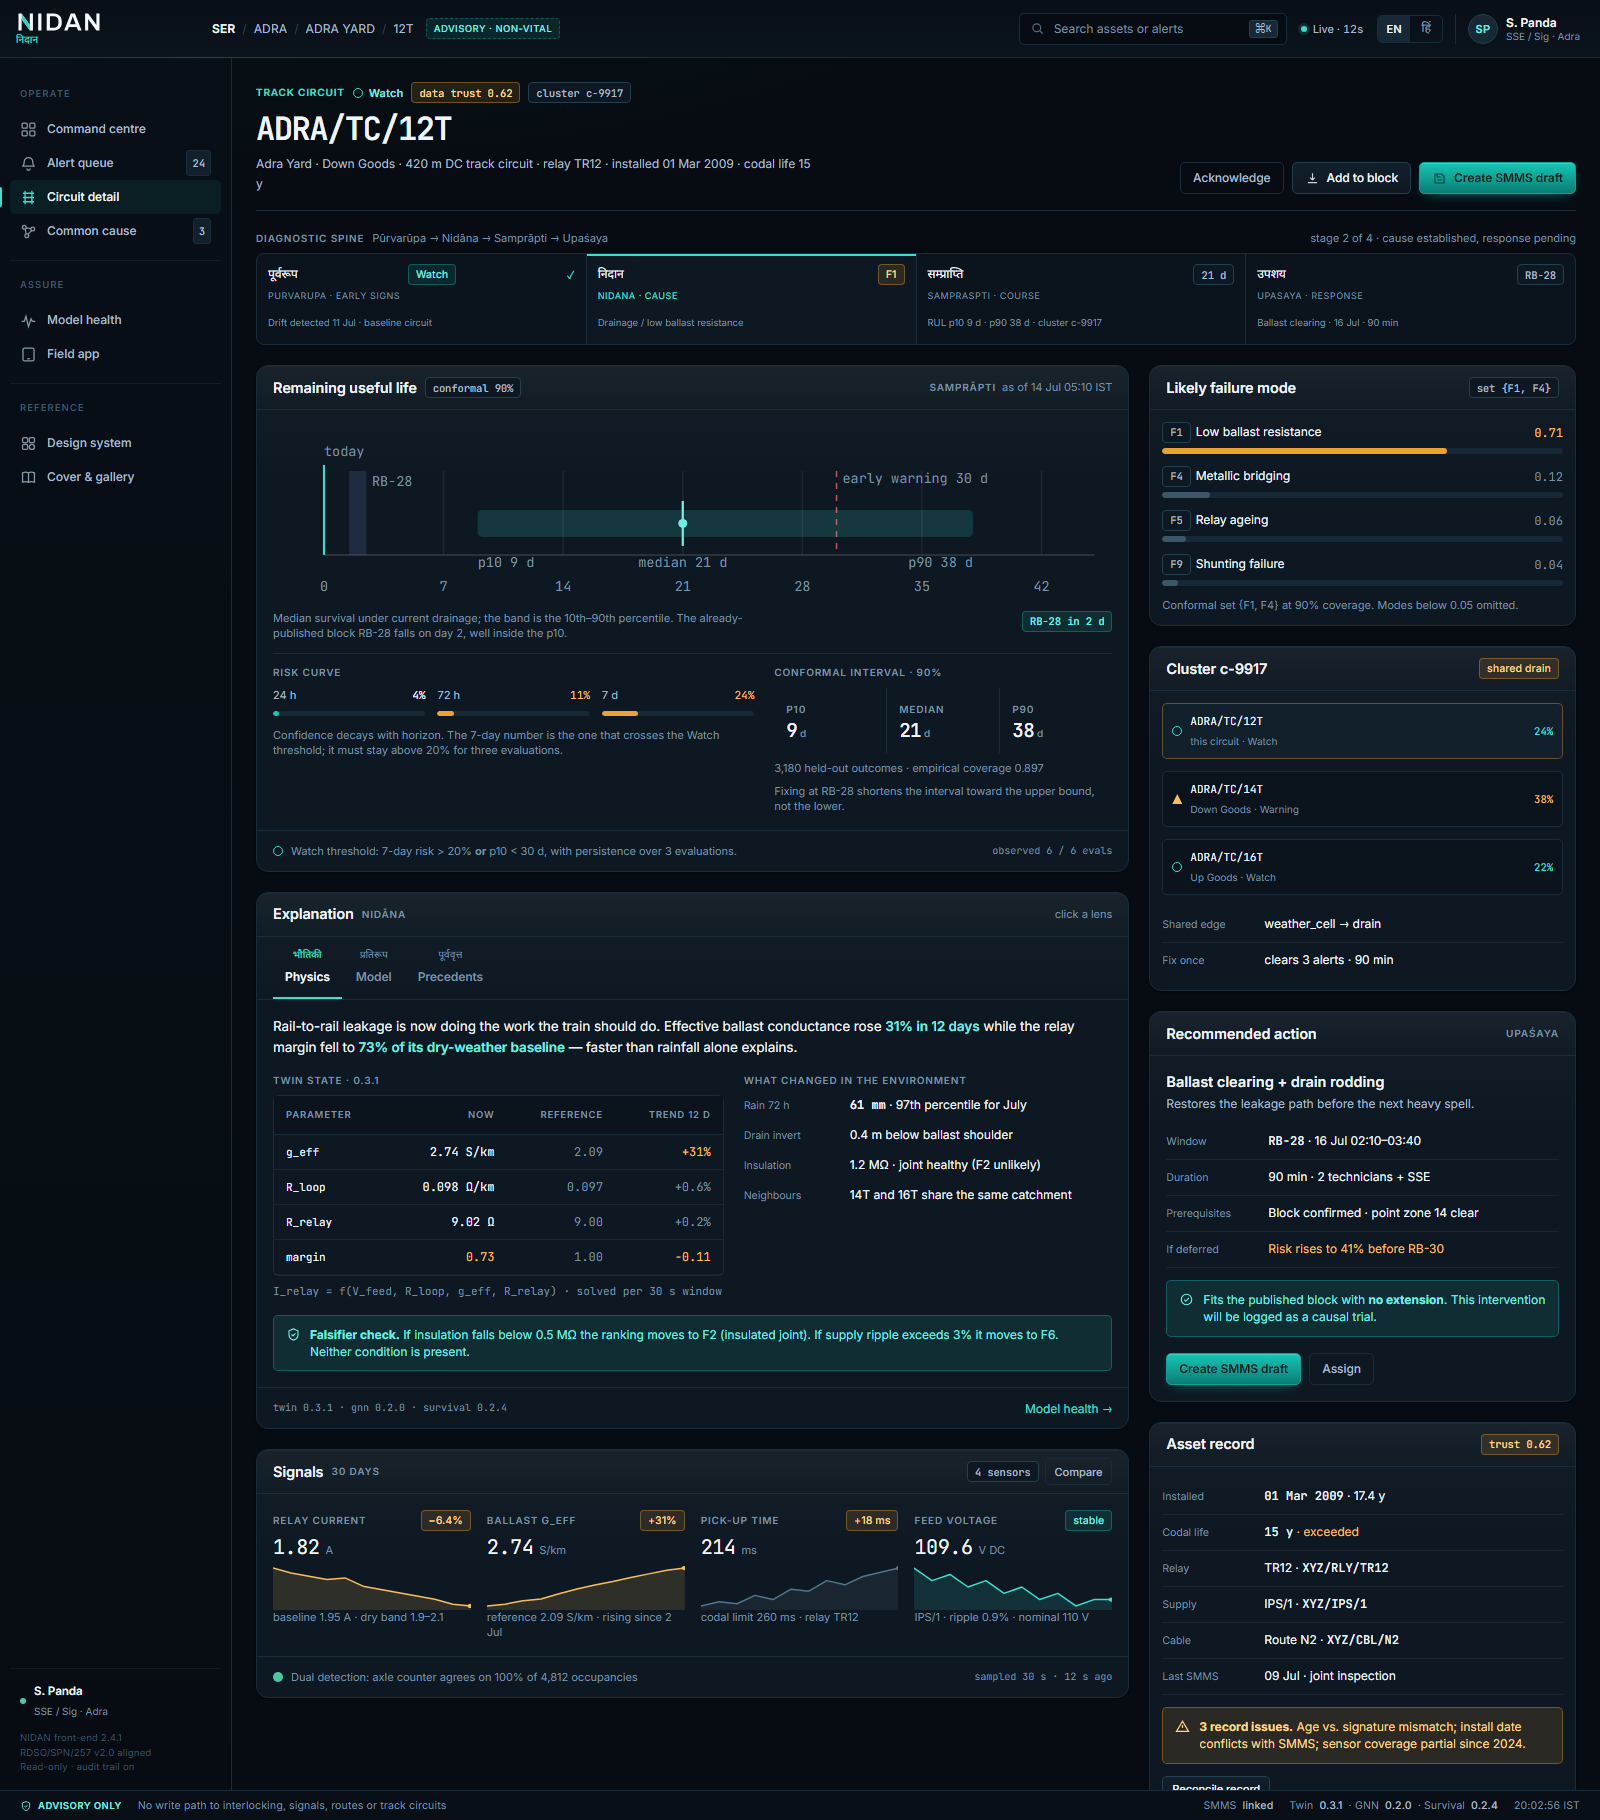 NIDAN
निदान
SER / ADRA / ADRA YARD / 12T
ADVISORY · NON-VITAL
Search assets or alerts
⌘K
Live · 12s
EN
हिं
SP
S. Panda
SSE / Sig · Adra
OPERATE
Command centre
Alert queue 24
Circuit detail
Common cause 3
ASSURE
Model health
Field app
REFERENCE
Design system
Cover & gallery
S. Panda
SSE / Sig · Adra
NIDAN front-end 2.4.1
RDSO/SPN/257 v2.0 aligned
Read-only · audit trail on
TRACK CIRCUIT Watch data trust 0.62 cluster c-9917
ADRA/TC/12T
Adra Yard · Down Goods · 420 m DC track circuit · relay TR12 · installed 01 Mar 2009 · codal life 15
y
Acknowledge
Add to block
Create SMMS draft
DIAGNOSTIC SPINE Pūrvarūpa → Nidāna → Samprāpti → Upaśaya
stage 2 of 4 · cause established, response pending
पूर्वरूप Watch ✓
PURVARUPA · EARLY SIGNS
Drift detected 11 Jul · baseline circuit
निदान F1
NIDANA · CAUSE
Drainage / low ballast resistance
सम्प्राप्ति 21 d
SAMPRASPTI · COURSE
RUL p10 9 d · p90 38 d · cluster c-9917
उपशय RB-28
UPASAYA · RESPONSE
Ballast clearing · 16 Jul · 90 min
Remaining useful life conformal 90%
SAMPRĀPTI as of 14 Jul 05:10 IST
today
RB-28
early warning 30 d
p10 9 d
median 21 d
p90 38 d
0 7 14 21 28 35 42
Median survival under current drainage; the band is the 10th–90th percentile. The already-
published block RB-28 falls on day 2, well inside the p10.
RB-28 in 2 d
RISK CURVE
24 h 4% 72 h 11% 7 d 24%
Confidence decays with horizon. The 7-day number is the one that crosses the Watch
threshold; it must stay above 20% for three evaluations.
CONFORMAL INTERVAL · 90%
P10 MEDIAN P90
9 d 21 d 38 d
3,180 held-out outcomes · empirical coverage 0.897
Fixing at RB-28 shortens the interval toward the upper bound,
not the lower.
Watch threshold: 7-day risk > 20% or p10 < 30 d, with persistence over 3 evaluations.
observed 6 / 6 evals
Explanation NIDĀNA
click a lens
भौतिकी
Physics
प्रतिरूप
Model
पूर्ववृत्त
Precedents
Rail-to-rail leakage is now doing the work the train should do. Effective ballast conductance rose 31% in 12 days while the relay
margin fell to 73% of its dry-weather baseline — faster than rainfall alone explains.
TWIN STATE · 0.3.1
PARAMETER NOW REFERENCE TREND 12 D
g_eff 2.74 S/km 2.09 +31%
R_loop 0.098 Ω/km 0.097 +0.6%
R_relay 9.02 Ω 9.00 +0.2%
margin 0.73 1.00 -0.11
I_relay = f(V_feed, R_loop, g_eff, R_relay) · solved per 30 s window
WHAT CHANGED IN THE ENVIRONMENT
Rain 72 h 61 mm · 97th percentile for July
Drain invert 0.4 m below ballast shoulder
Insulation 1.2 MΩ · joint healthy (F2 unlikely)
Neighbours 14T and 16T share the same catchment
Falsifier check. If insulation falls below 0.5 MΩ the ranking moves to F2 (insulated joint). If supply ripple exceeds 3% it moves to F6.
Neither condition is present.
twin 0.3.1 · gnn 0.2.0 · survival 0.2.4
Model health →
Signals 30 DAYS
4 sensors
Compare
RELAY CURRENT −6.4%
1.82 A
baseline 1.95 A · dry band 1.9–2.1
BALLAST G_EFF +31%
2.74 S/km
reference 2.09 S/km · rising since 2
Jul
PICK-UP TIME +18 ms
214 ms
codal limit 260 ms · relay TR12
FEED VOLTAGE stable
109.6 V DC
IPS/1 · ripple 0.9% · nominal 110 V
Dual detection: axle counter agrees on 100% of 4,812 occupancies
sampled 30 s · 12 s ago
Likely failure mode set {F1, F4}
F1 Low ballast resistance 0.71
F4 Metallic bridging 0.12
F5 Relay ageing 0.06
F9 Shunting failure 0.04
Conformal set {F1, F4} at 90% coverage. Modes below 0.05 omitted.
Cluster c-9917 shared drain
ADRA/TC/12T
this circuit · Watch
24%
ADRA/TC/14T
Down Goods · Warning
38%
ADRA/TC/16T
Up Goods · Watch
22%
Shared edge weather_cell → drain
Fix once clears 3 alerts · 90 min
Recommended action UPAŚAYA
Ballast clearing + drain rodding
Restores the leakage path before the next heavy spell.
Window RB-28 · 16 Jul 02:10–03:40
Duration 90 min · 2 technicians + SSE
Prerequisites Block confirmed · point zone 14 clear
If deferred Risk rises to 41% before RB-30
Fits the published block with no extension. This intervention
will be logged as a causal trial.
Create SMMS draft
Assign
Asset record trust 0.62
Installed 01 Mar 2009 · 17.4 y
Codal life 15 y · exceeded
Relay TR12 · XYZ/RLY/TR12
Supply IPS/1 · XYZ/IPS/1
Cable Route N2 · XYZ/CBL/N2
Last SMMS 09 Jul · joint inspection
3 record issues. Age vs. signature mismatch; install date
conflicts with SMMS; sensor coverage partial since 2024.
Reconcile record
ADVISORY ONLY No write path to interlocking, signals, routes or track circuits
SMMS linked Twin 0.3.1 · GNN 0.2.0 · Survival 0.2.4 20:02:56 IST